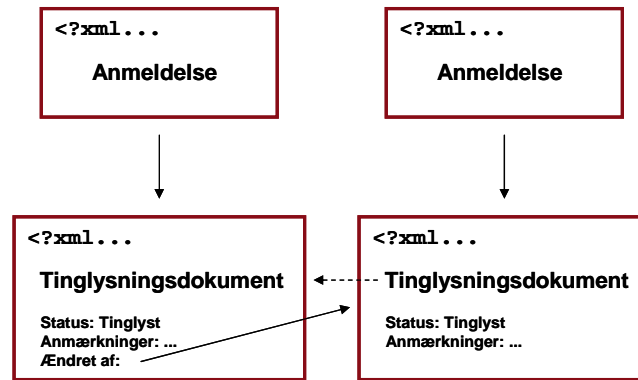 <?xml...
Anmeldelse
<?xml...
Anmeldelse
<?xml...
Tinglysningsdokument
Status: Tinglyst
Anmærkninger: ...
Ændret af:
<?xml...
Tinglysningsdokument
Status: Tinglyst
Anmærkninger: ...